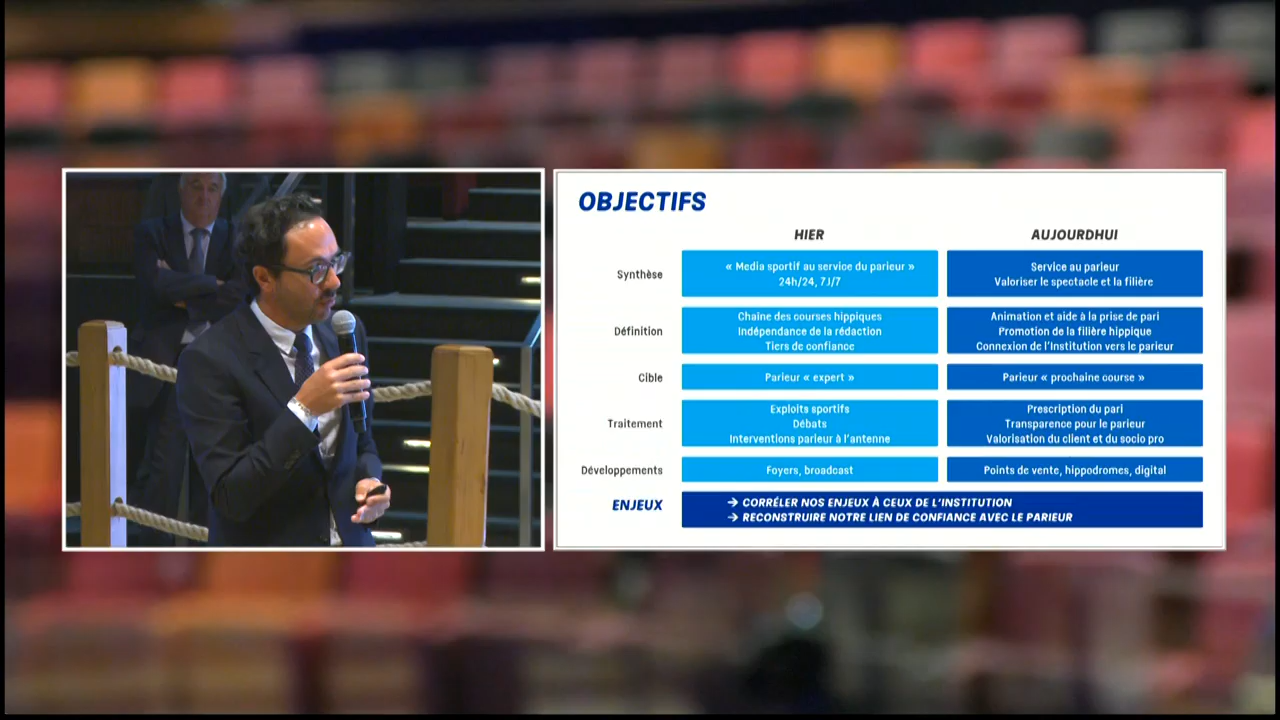 OBJECTIFS
HIER
AUJOURDHUI
Synthèse
« Media sportif au service du parieur »
24h/24, 7J/7
Service au parieur
Valoriser le spectacle et la filière
Définition
Chaîne des courses hippiques
Indépendance de la rédaction
Tiers de confiance
Animation et aide à la prise de pari
Promotion de la filière hippique
Connexion de l'Institution vers le parieur
Cible
Parieur « expert »
Parieur « prochaine course »
Traitement
Exploits sportifs
Débats
Interventions parieur à l'antenne
Prescription du pari
Transparence pour le parieur
Valorisation du client et du socio pro
Développements
Foyers, broadcast
Points de vente, hippodromes, digital
ENJEUX
→ CORRÉLER NOS ENJEUX À CEUX DE L'INSTITUTION
→ RECONSTRUIRE NOTRE LIEN DE CONFIANCE AVEC LE PARIEUR